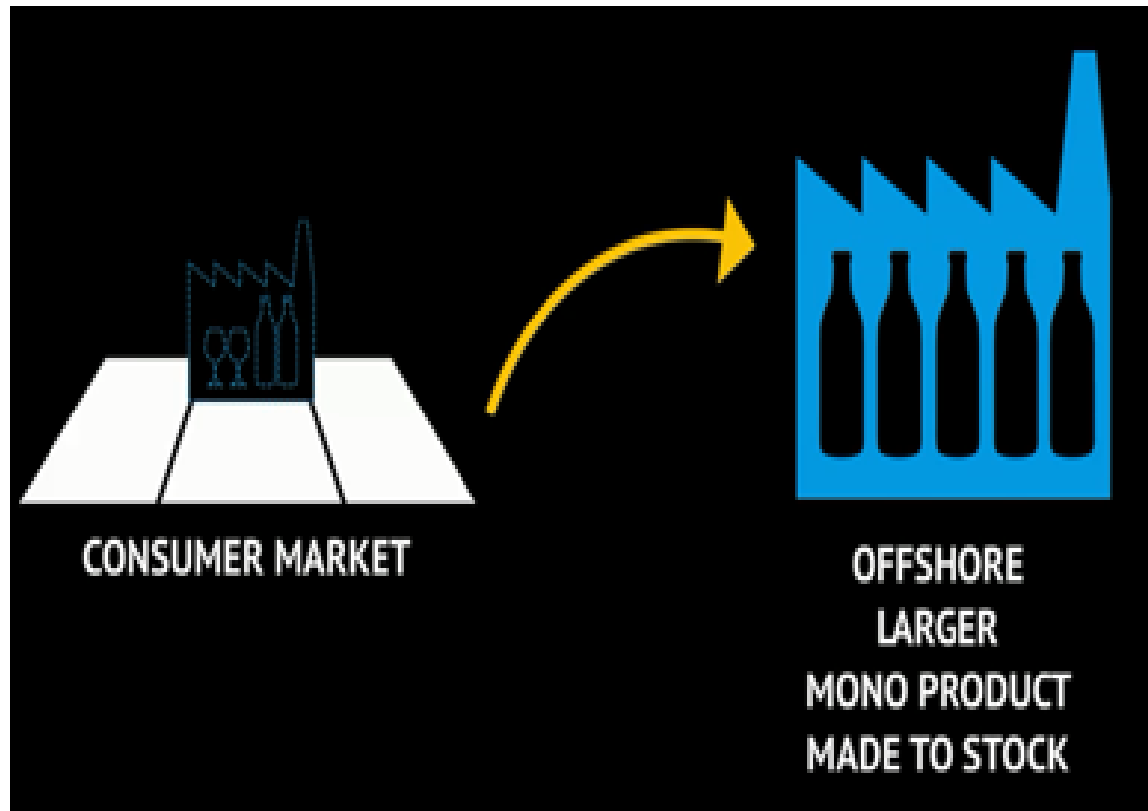 CONSUMER MARKET
OFFSHORE
LARGER
MONO PRODUCT
MADE TO STOCK